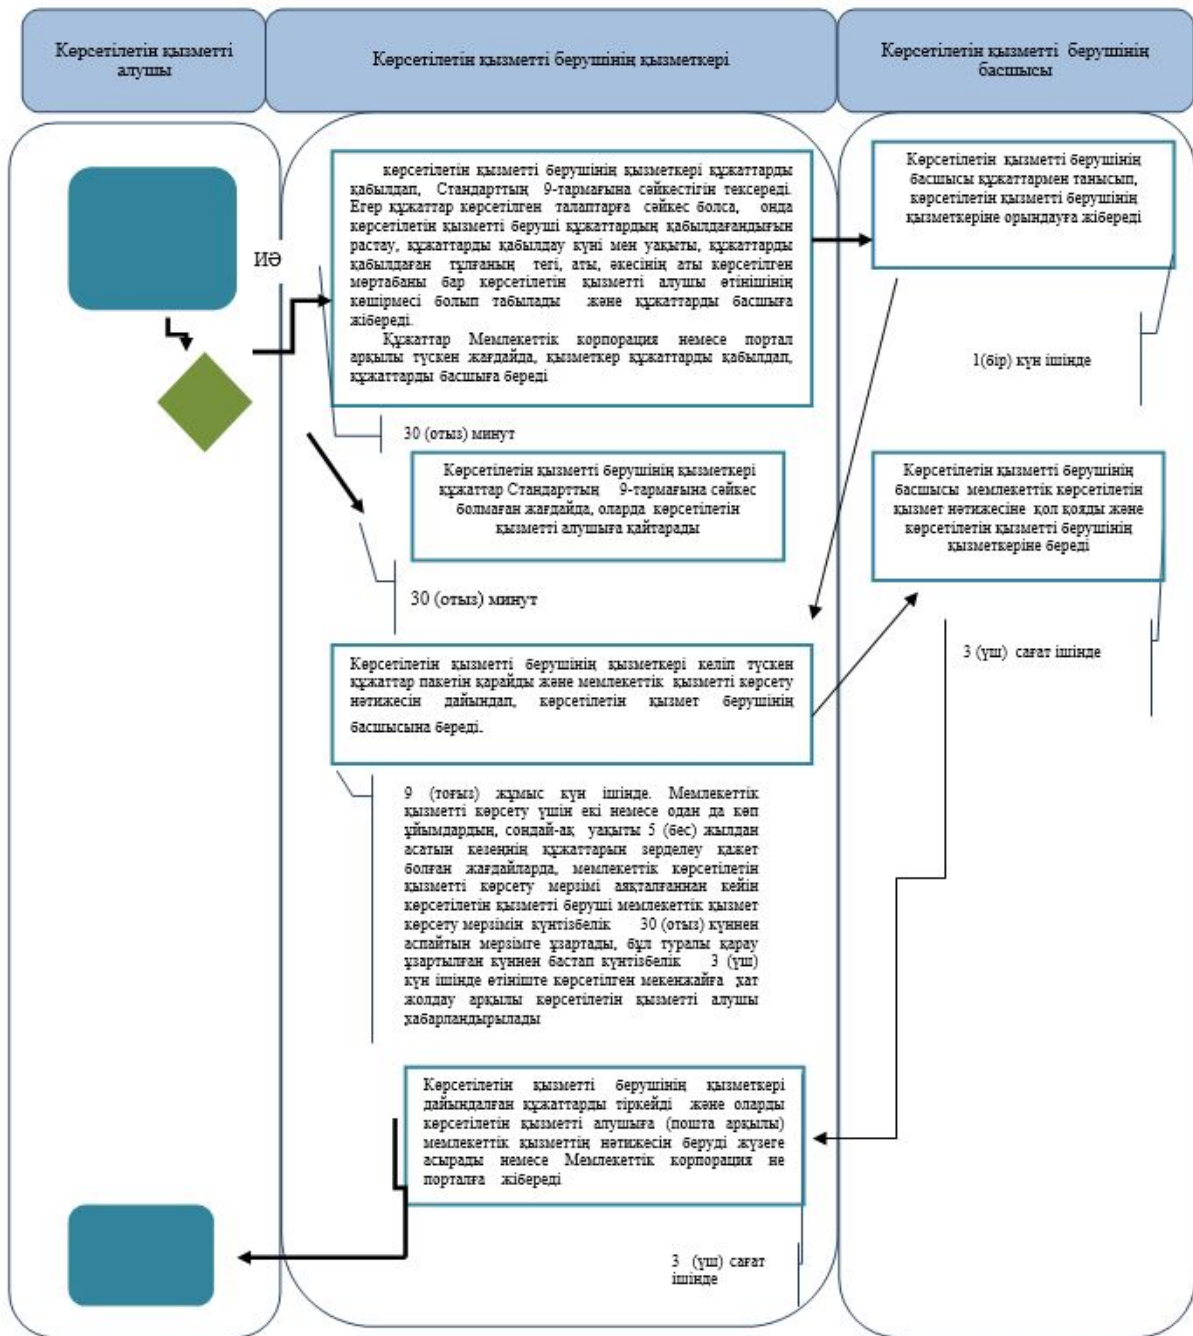 Көрсетілетін қызметті
алушы
Көрсетілетін қызметті берушінің қызметкері
Көрсетілетін қызметті берушінің
басшысы
көрсетілетін қызметті берушінің қызметкері құжаттарды
қабылдап, Стандарттың 9-тармағына сәйкестігін тексереді.
Егер құжаттар көрсетілген талаптарға сәйкес болса, онда
көрсетілетін қызметті беруші құжаттардың қабылдағандығын
растау, құжаттарды қабылдау күні мен уақыты, құжаттарды
қабылдаған тұлғаның тегі, аты, әкесінің аты көрсетілген
мөртабаны бар көрсетілетін қызметті алушы өтінішінің
көшірмесі болып табылады және құжаттарды басшыға
жібереді.
Құжаттар Мемлекеттік корпорация немесе портал
арқылы түскен жағдайда, қызметкер құжаттарды қабылдап,
құжаттарды басшыға береді
Көрсетілетін қызметті берушінің
басшысы құжаттармен танысып,
көрсетілетін қызметті берушінің
қызметкеріне орындауға жібереді
ИӘ
1(бір) күн ішінде
30 (отыз) минут
Көрсетілетін қызметті берушінің қызметкері
құжаттар Стандарттың 9-тармағына сәйкес
болмаған жағдайда, оларда көрсетілетін
қызметті алушыға қайтарады
Көрсетілетін қызметті берушінің
басшысы мемлекеттік көрсетілетін
қызмет нәтижесіне қол қояды және
көрсетілетін қызметті берушінің
қызметкеріне береді
30 (отыз) минут
3 (үш) сағат ішінде
Көрсетілетін қызметті берушінің қызметкері келіп түскен
құжаттар пакетін қарайды және мемлекеттік қызметті көрсету
нәтижесін дайындап, көрсетілетін қызмет берушінің
басшысына береді.
9 (тоғыз) жұмыс күн ішінде. Мемлекеттік
қызметті көрсету үшін екі немесе одан да көп
ұйымдардың, сондай-ақ уақыты 5 (бес) жылдан
асатын кезеңнің құжаттарын зерделеу қажет
болған жағдайларда, мемлекеттік көрсетілетін
қызметті көрсету мерзімі аяқталғаннан кейін
көрсетілетін қызметті беруші мемлекеттік қызмет
көрсету мерзімін күнтізбелік 30 (отыз) күннен
аспайтын мерзімге ұзартады, бұл туралы қарау
ұзартылған күннен бастап күнтізбелік 3 (үш)
күн ішінде өтініште көрсетілген мекенжайға хат
жолдау арқылы көрсетілетін қызметті алушы
хабарландырылады
Көрсетілетін қызметті берушінің қызметкері
дайындалған құжаттарды тіркейді және оларды
көрсетілетін қызметті алушыға (пошта арқылы)
мемлекеттік қызметтің нәтижесін беруді жүзеге
асырады немесе Мемлекеттік корпорация не
порталға жібереді
3 (үш) сағат
ішінде